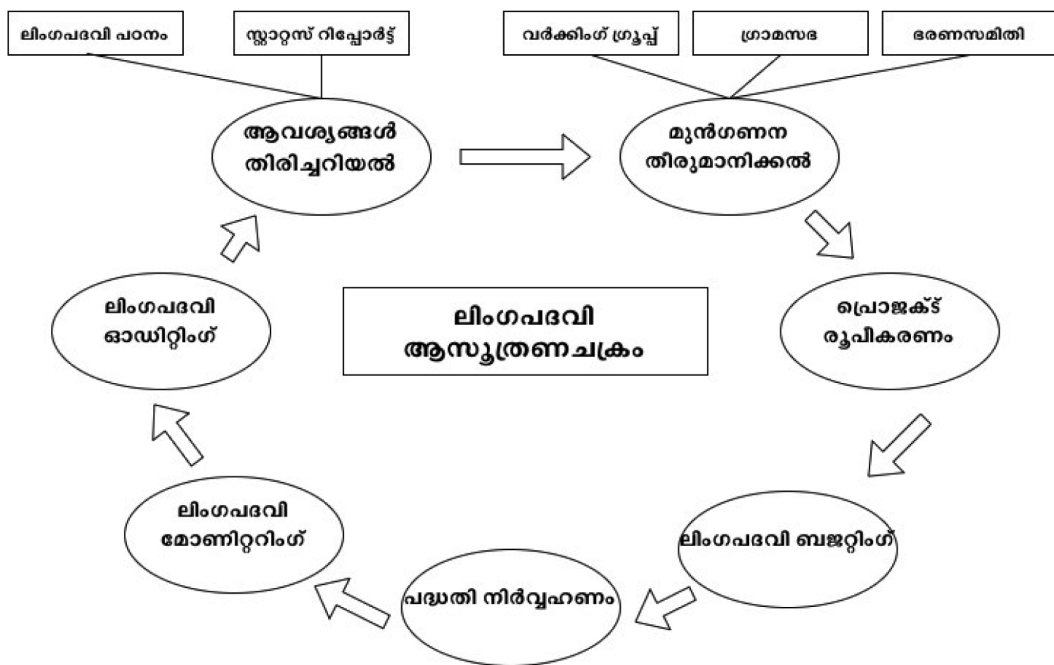 ലിംഗപദവി പഠനം
സ്റ്റാറ്റസ് റിപ്പോർട്ട്
വർക്കിംഗ് ഗ്രൂപ്പ്
ഗ്രാമസഭ
ഭരണസമിതി
ആവശ്യങ്ങൾ
തിരിച്ചറിയൽ
മുൻഗണന
തീരുമാനിക്കൽ
പ്രൊജക്ട്
രൂപീകരണം
ലിംഗപദവി ബജറ്റിംഗ്
പദ്ധതി നിർവ്വഹണം
ലിംഗപദവി
മോണിറ്ററിംഗ്
ലിംഗപദവി
ഓഡിറ്റിംഗ്
ലിംഗപദവി
ആസൂത്രണചക്രം